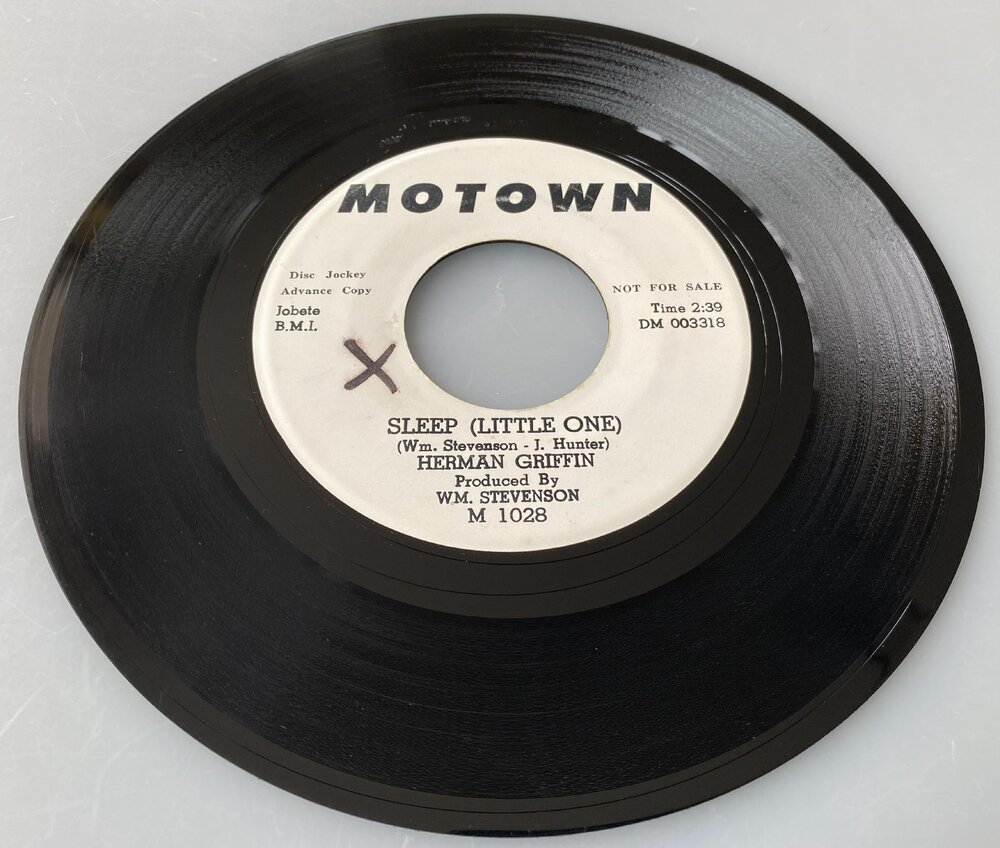 MOTOWN
Disc Jockey
Advance Copy
Jobete
B.M.I.
NOT FOR SALE
Time 2:39
DM 003318
X
SLEEP (LITTLE ONE)
(Wm. Stevenson - J. Hunter)
HERMAN GRIFFIN
Produced By
WM. STEVENSON
M 1028